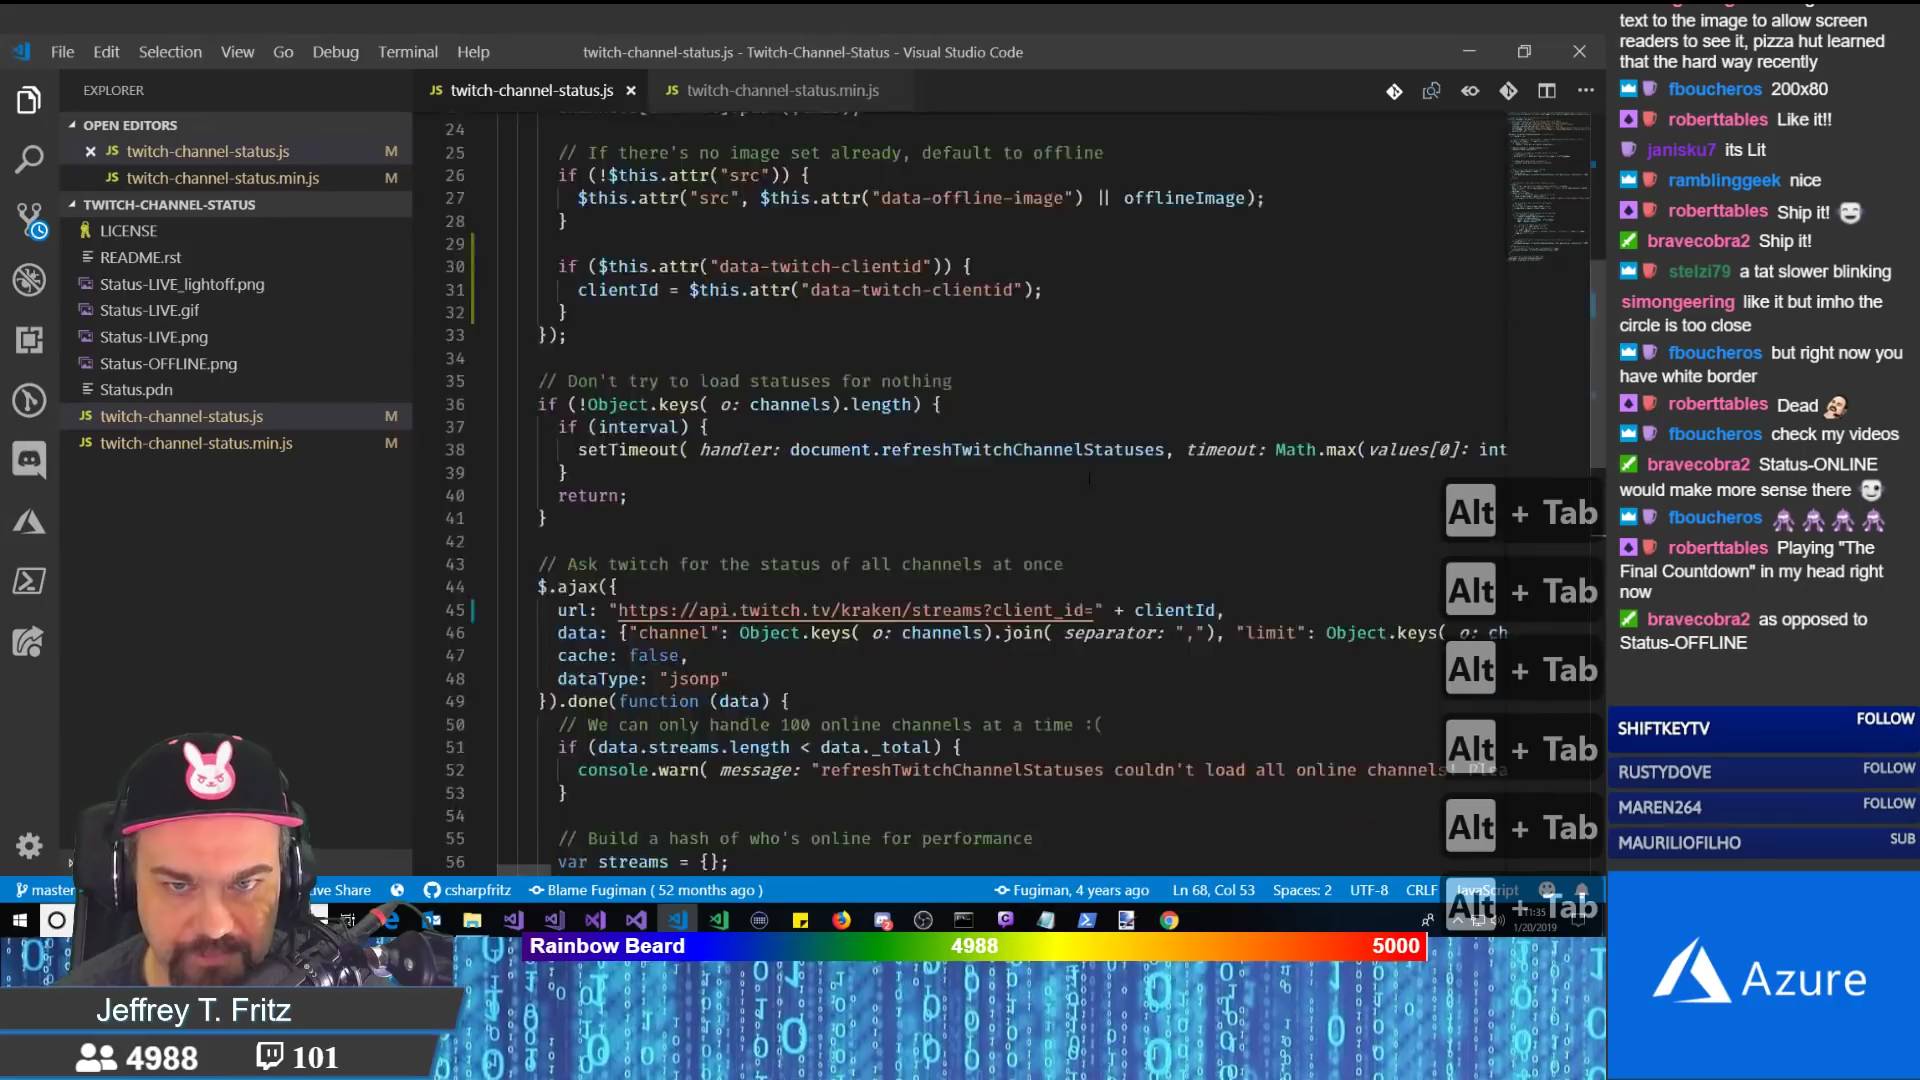 File Edit Selection View Go Debug Terminal Help
twitch-channel-status.js - Twitch-Channel-Status - Visual Studio Code
EXPLORER
OPEN EDITORS
twitch-channel-status.js M
twitch-channel-status.min.js M
TWITCH-CHANNEL-STATUS
LICENSE
README.rst
Status-LIVE_lightoff.png
Status-LIVE.gif
Status-LIVE.png
Status-OFFLINE.png
Status.pdn
JS twitch-channel-status.js M
JS twitch-channel-status.min.js M
JS twitch-channel-status.js
JS twitch-channel-status.min.js
24
25 // If there's no image set already, default to offline
26 if (!$this.attr("src")) {
27 $this.attr("src", $this.attr("data-offline-image") || offlineImage);
28 }
29
30 if ($this.attr("data-twitch-clientid")) {
31 clientId = $this.attr("data-twitch-clientid");
32 }
33 });
34
35 // Don't try to load statuses for nothing
36 if (!Object.keys( o: channels).length) {
37 if (interval) {
38 setTimeout( handler: document.refreshTwitchChannelStatuses, timeout: Math.max(values[0]: int
39 }
40 return;
41 }
42
43 // Ask twitch for the status of all channels at once
44 $.ajax({
45 url: "https://api.twitch.tv/kraken/streams?client_id=" + clientId,
46 data: {"channel": Object.keys( o: channels).join( separator: ","), "limit": Object.keys( o: ch
47 cache: false,
48 dataType: "jsonp"
49 }).done(function (data) {
50 // We can only handle 100 online channels at a time :(
51 if (data.streams.length < data._total) {
52 console.warn( message: "refreshTwitchChannelStatuses couldn't load all online channels! Plea
53 }
54
55 // Build a hash of who's online for performance
56 var streams = {};
Alt + Tab
Alt + Tab
Alt + Tab
Alt + Tab
Alt + Tab
Alt + Tab
master
Share
csharpfritz
Blame Fugiman ( 52 months ago )
Fugiman, 4 years ago
Ln 68, Col 53
Spaces: 2
UTF-8
CRLF
JavaScript
11:35
1/20/2019
Rainbow Beard 4988 5000
Jeffrey T. Fritz
4988 101
text to the image to allow screen
readers to see it, pizza hut learned
that the hard way recently
fboucheros 200x80
roberttables Like it!!
janisku7 its Lit
ramblinggeek nice
roberttables Ship it!
bravecobra2 Ship it!
stelzi79 a tat slower blinking
simongeering like it but imho the
circle is too close
fboucheros but right now you
have white border
roberttables Dead
fboucheros check my videos
bravecobra2 Status-ONLINE
would make more sense there
fboucheros
roberttables Playing "The
Final Countdown" in my head right
now
bravecobra2 as opposed to
Status-OFFLINE
SHIFTKEYTV FOLLOW
RUSTYDOVE FOLLOW
MAREN264 FOLLOW
MAURILIOFILHO SUB
Azure